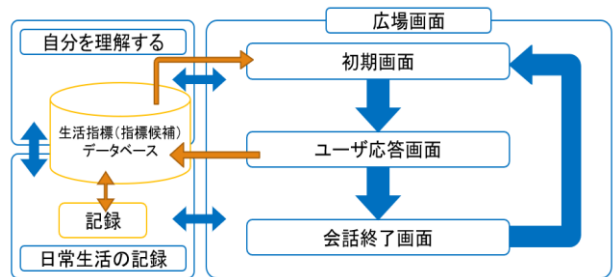 広場画面
自分を理解する
初期画面
生活指標(指標候補)
データベース
ユーザ応答画面
記録
会話終了画面
日常生活の記録